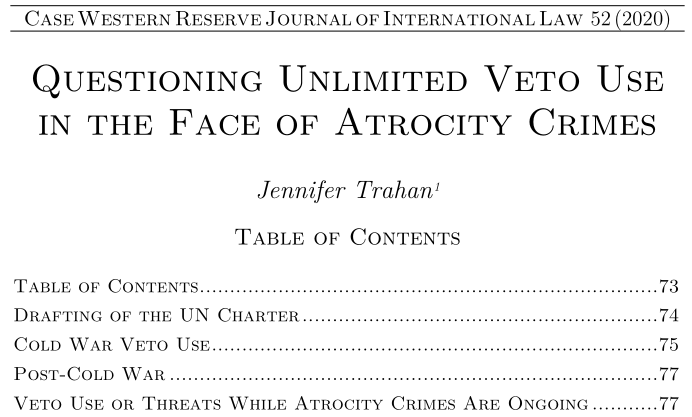 Case Western Reserve Journal of International Law 52 (2020)
Questioning Unlimited Veto Use
in the Face of Atrocity Crimes
Jennifer Trahan1
Table of Contents
Table of Contents.............................................................................73
Drafting of the UN Charter............................................................74
Cold War Veto Use...........................................................................75
Post-Cold War..................................................................................77
Veto Use or Threats While Atrocity Crimes Are Ongoing...........77